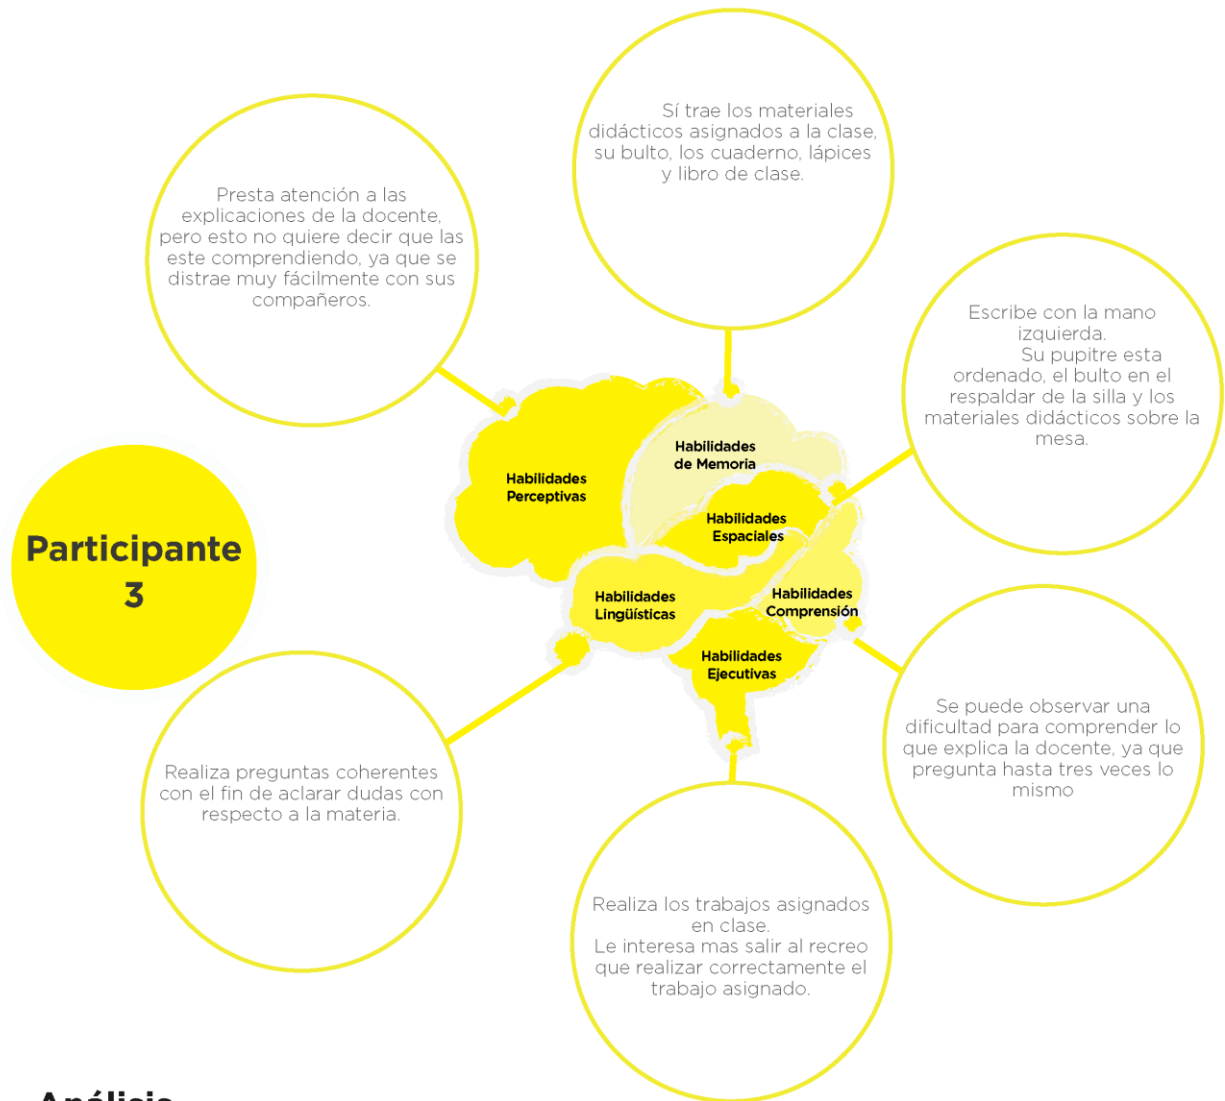 Sí trae los materiales
didácticos asignados a la clase,
su bulto, los cuaderno, lápices
y libro de clase.
Presta atención a las
explicaciones de la docente,
pero esto no quiere decir que las
este comprendiendo, ya que se
distrae muy fácilmente con sus
compañeros.
Escribe con la mano
izquierda.
Su pupitre esta
ordenado, el bulto en el
respaldar de la silla y los
materiales didácticos sobre la
mesa.
Habilidades
Perceptivas
Habilidades
de Memoria
Habilidades
Espaciales
Habilidades
Lingüísticas
Habilidades
Comprensión
Habilidades
Ejecutivas
Participante
3
Se puede observar una
dificultad para comprender lo
que explica la docente, ya que
pregunta hasta tres veces lo
mismo
Realiza preguntas coherentes
con el fin de aclarar dudas con
respecto a la materia.
Realiza los trabajos asignados
en clase.
Le interesa mas salir al recreo
que realizar correctamente el
trabajo asignado.
Análisis